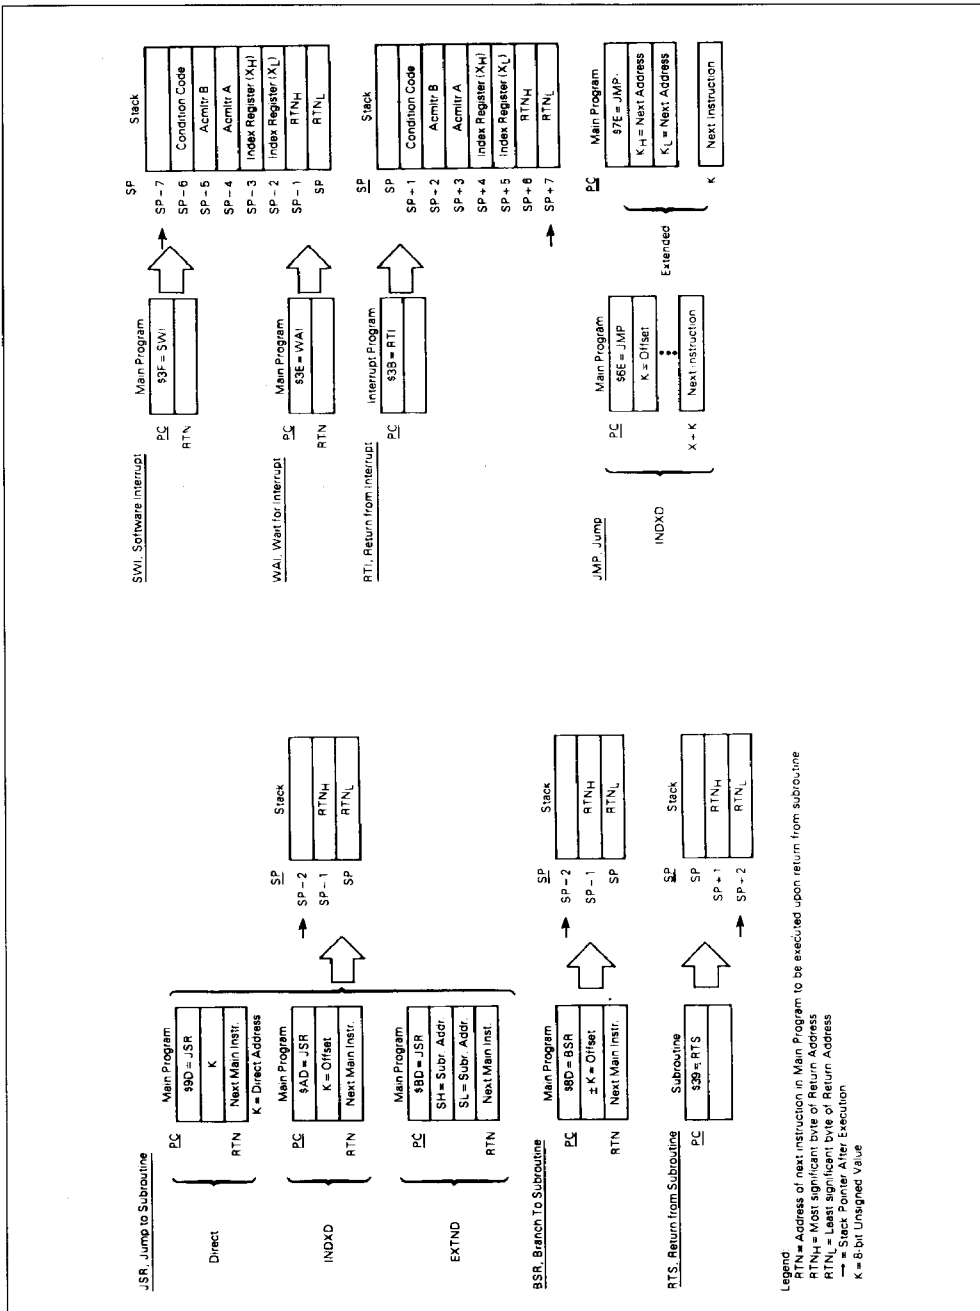 JSR, Jump to Subroutine
Direct
PC
Main Program
$9D = JSR
K
Next Main Instr.
RTN
K = Direct Address
INDXD
PC
Main Program
$AD = JSR
K = Offset
Next Main Instr.
RTN
EXTND
PC
Main Program
$BD = JSR
SH = Subr. Addr.
SL = Subr. Addr.
Next Main Inst.
RTN
SP
Stack
SP - 2
SP - 1
RTNH
SP
RTNL
BSR, Branch To Subroutine
PC
Main Program
$8D = BSR
± K = Offset
Next Main Instr.
RTN
SP
Stack
SP - 2
SP - 1
RTNH
SP
RTNL
RTS, Return from Subroutine
PC
Subroutine
$39 = RTS
SP
Stack
SP
SP + 1
RTNH
SP + 2
RTNL
SWI, Software Interrupt
PC
Main Program
$3F = SWI
RTN
WAI, Wait for Interrupt
PC
Main Program
$3E = WAI
RTN
SP
Stack
SP - 7
SP - 6
Condition Code
SP - 5
Acmltr B
SP - 4
Acmltr A
SP - 3
Index Register (XH)
SP - 2
Index Register (XL)
SP - 1
RTNH
SP
RTNL
RTI, Return from Interrupt
PC
Interrupt Program
$3B = RTI
SP
Stack
SP
SP + 1
Condition Code
SP + 2
Acmltr B
SP + 3
Acmltr A
SP + 4
Index Register (XH)
SP + 5
Index Register (XL)
SP + 6
RTNH
SP + 7
RTNL
JMP, Jump
INDXD
PC
Main Program
$6E = JMP
K = Offset
X + K
Next Instruction
Extended
PC
Main Program
$7E = JMP
KH = Next Address
KL = Next Address
K
Next Instruction
Legend:
RTN = Address of next instruction in Main Program to be executed upon return from subroutine
RTNH = Most significant byte of Return Address
RTNL = Least significant byte of Return Address
→ = Stack Pointer After Execution
K = 8-bit Unsigned Value